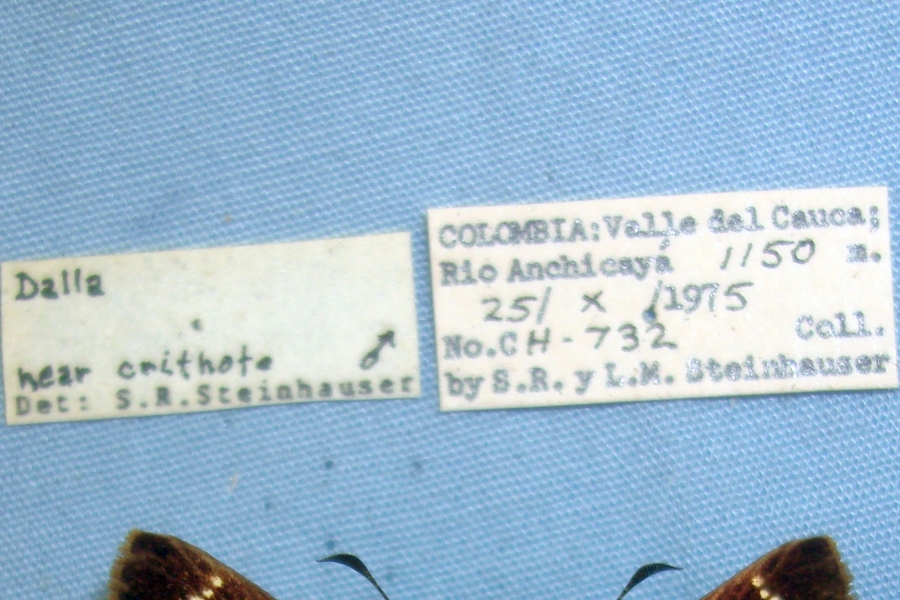 Dalla
near crithote ♂
Det: S.R.Steinhauser
COLOMBIA: Valle del Cauca;
Rio Anchicayá 1150 m.
25/ X /1975
No.CH-732 Coll.
by S.R. y L.M. Steinhauser